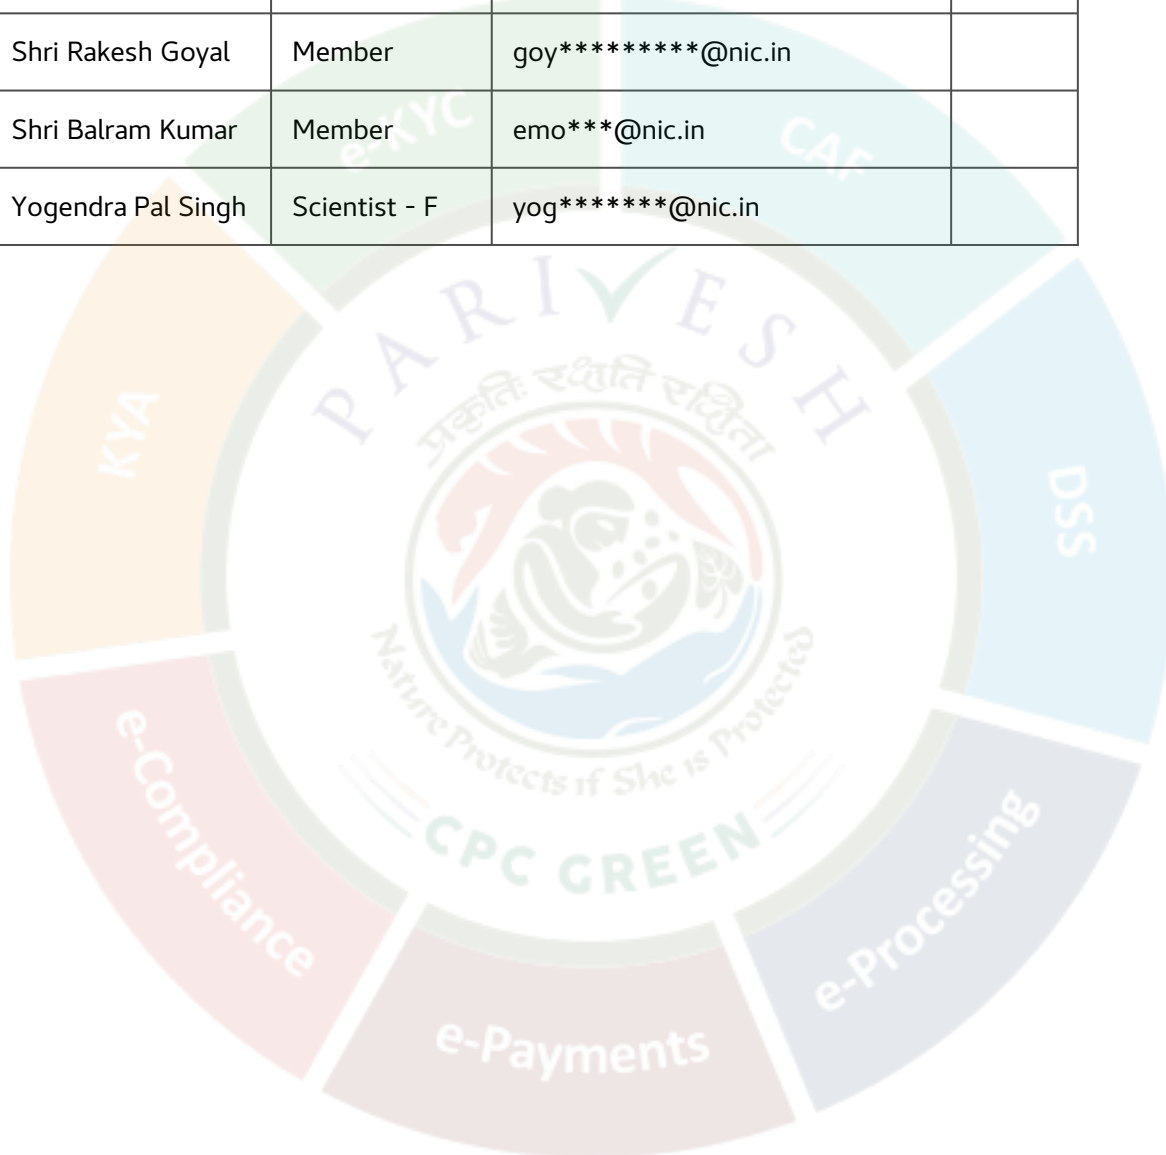 Shri Rakesh Goyal Member goy*********@nic.in
Shri Balram Kumar Member emo***@nic.in
Yogendra Pal Singh Scientist - F yog*******@nic.in
e-KYC
CAF
PARIVESH
प्रकृतिः रक्षति रक्षिता
KYA
DSS
Nature Protects if She is Protected
CPC GREEN
e-Compliance
e-Processing
e-Payments